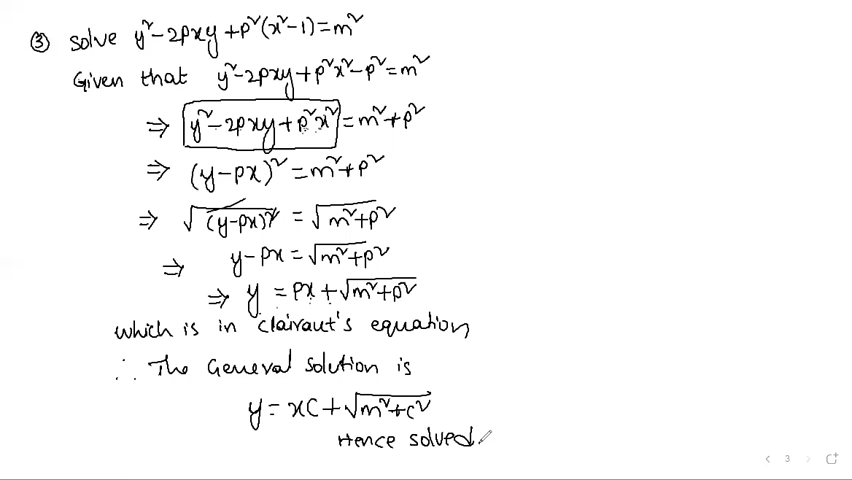 ③ solve y² - 2pxy + p²(x² - 1) = m²
Given that y² - 2pxy + p²x² - p² = m²
⇒ y² - 2pxy + p²x² = m² + p²
⇒ (y - px)² = m² + p²
⇒ √(y - px)² = √m² + p²
⇒ y - px = √m² + p²
⇒ y = px + √m² + p²
which is in clairaut's equation
∴ The General solution is
y = xc + √m² + c²
Hence solved
3